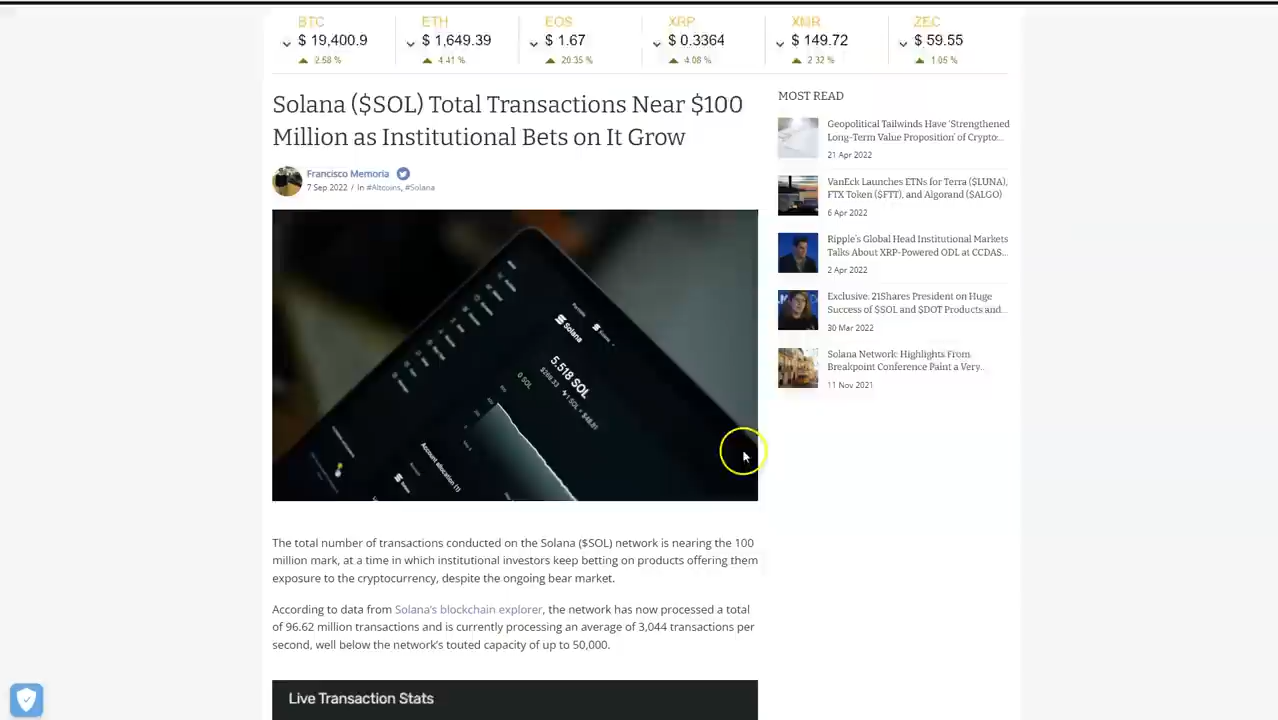 BTC
ETH
EOS
XRP
XMR
ZEC
$ 19,400.9
$ 1,649.39
$ 1.67
$ 0.3364
$ 149.72
$ 59.55
2.58 %
4.41 %
20.35 %
4.08 %
2.32 %
1.05 %
Solana ($SOL) Total Transactions Near $100
Million as Institutional Bets on It Grow
Francisco Memoria
7 Sep 2022 / In #Altcoins, #Solana
Solana
5.518 SOL
0 SOL
Account allocation (1)
The total number of transactions conducted on the Solana ($SOL) network is nearing the 100
million mark, at a time in which institutional investors keep betting on products offering them
exposure to the cryptocurrency, despite the ongoing bear market.
According to data from Solana's blockchain explorer, the network has now processed a total
of 96.62 million transactions and is currently processing an average of 3,044 transactions per
second, well below the network's touted capacity of up to 50,000.
Live Transaction Stats
MOST READ
Geopolitical Tailwinds Have 'Strengthened
Long-Term Value Proposition' of Crypto:...
21 Apr 2022
VanEck Launches ETNs for Terra ($LUNA),
FTX Token ($FTT), and Algorand ($ALGO)
6 Apr 2022
Ripple's Global Head Institutional Markets
Talks About XRP-Powered ODL at CCDAS...
2 Apr 2022
Exclusive: 21Shares President on Huge
Success of $SOL and $DOT Products and...
30 Mar 2022
Solana Network: Highlights From
Breakpoint Conference Paint a Very...
11 Nov 2021